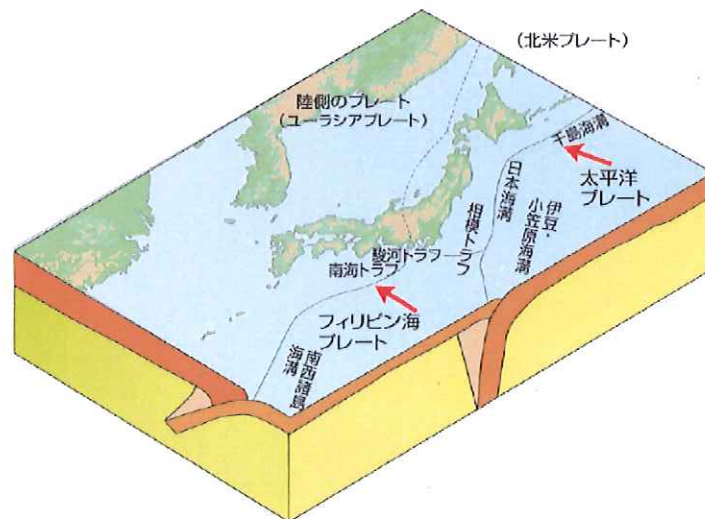 (北米プレート)
陸側のプレート
(ユーラシアプレート)
千島海溝
太平洋
プレート
日本海溝
伊豆・
小笠原海溝
相模トラフ
駿河トラフ
南海トラフ
フィリピン海
プレート
南西諸島
海溝